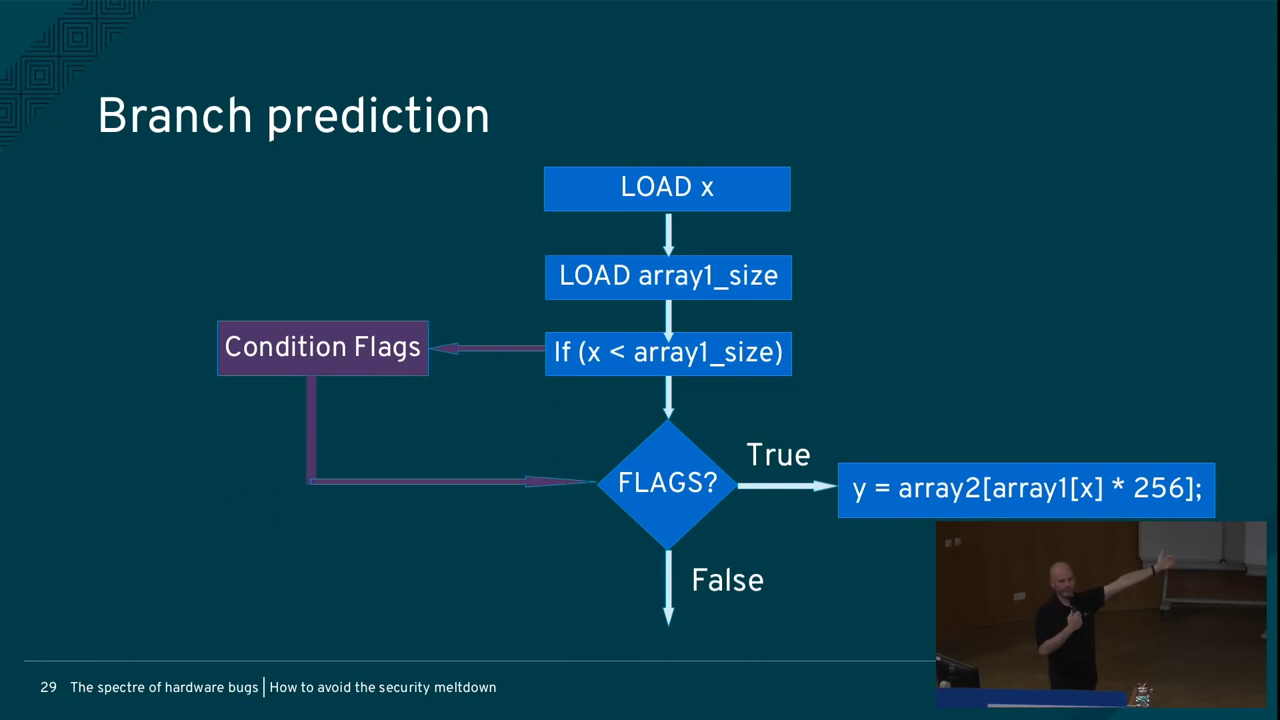 Branch prediction
LOAD x
LOAD array1_size
Condition Flags
If (x < array1_size)
FLAGS?
True
y = array2[array1[x] * 256];
False
29 The spectre of hardware bugs | How to avoid the security meltdown